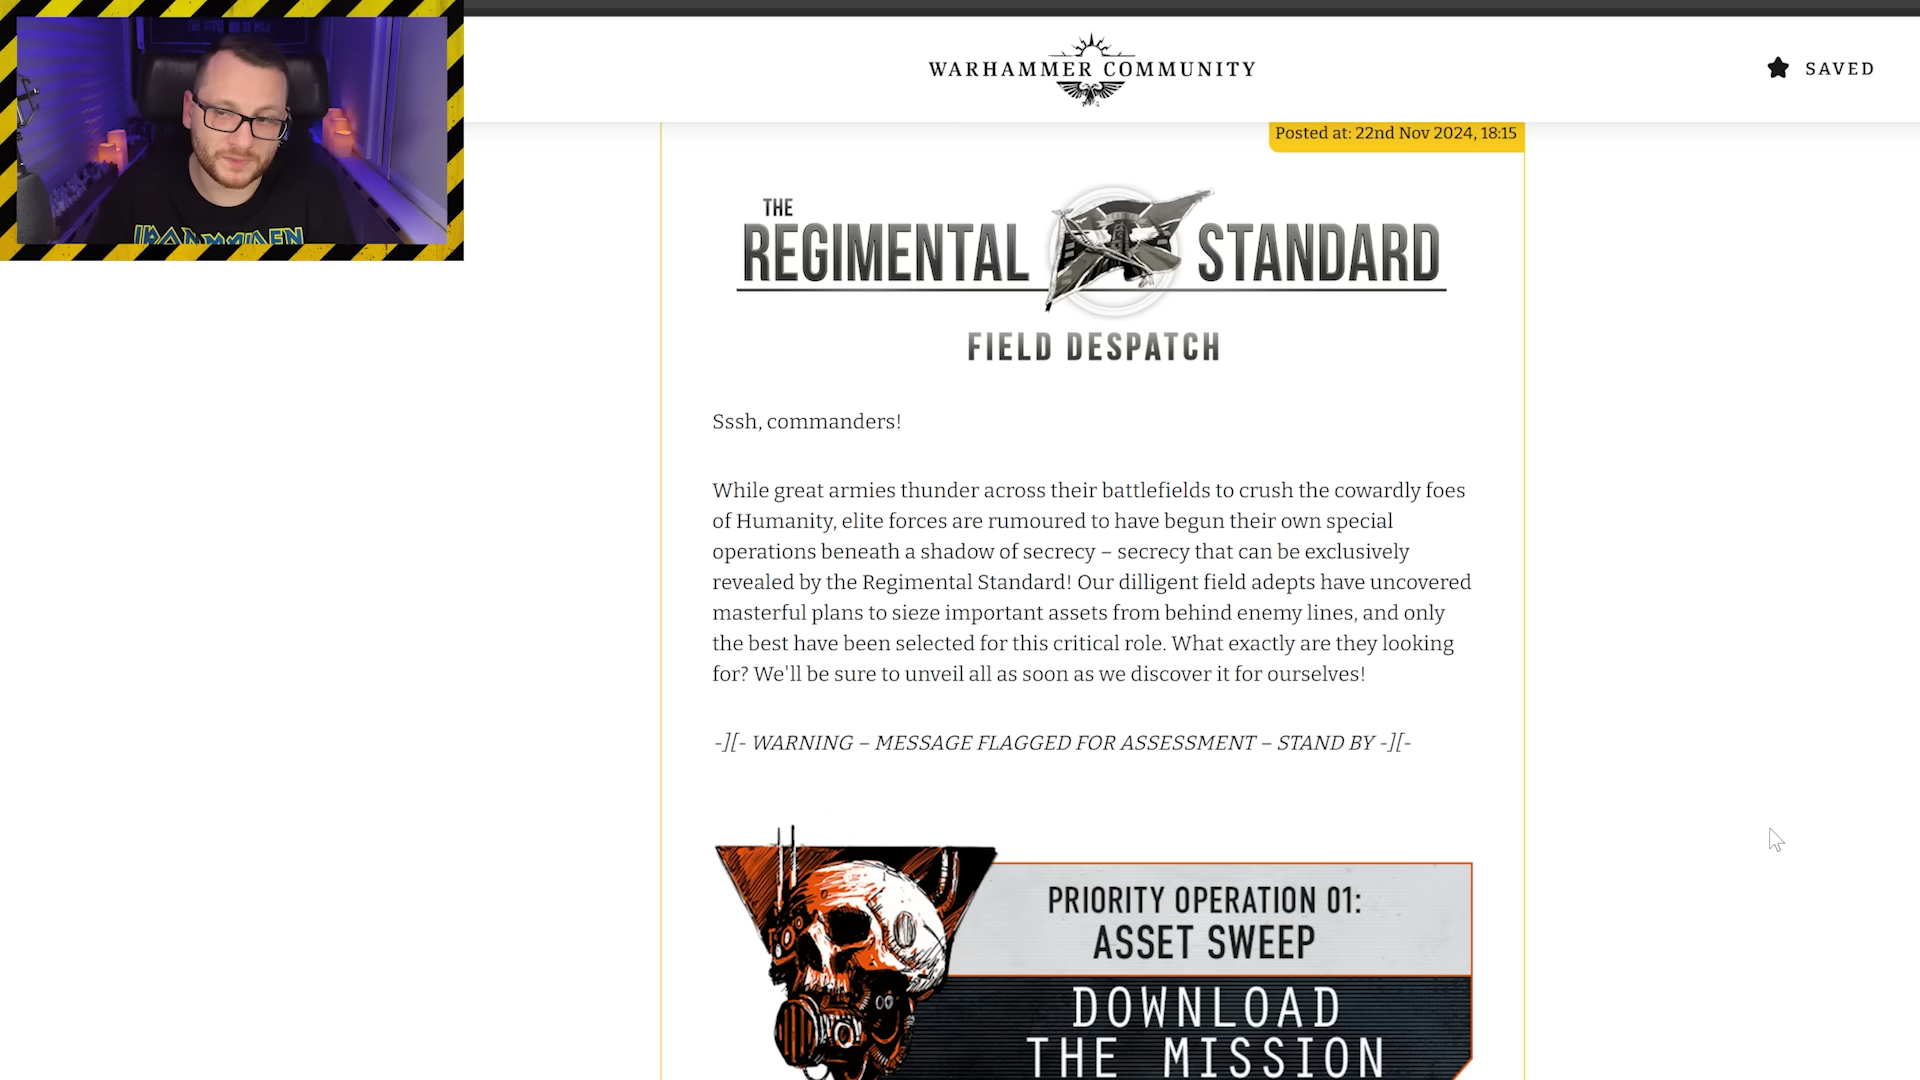 WARHAMMER COMMUNITY
SAVED
Posted at: 22nd Nov 2024, 18:15
THE
REGIMENTAL STANDARD
FIELD DESPATCH
Sssh, commanders!
While great armies thunder across their battlefields to crush the cowardly foes
of Humanity, elite forces are rumoured to have begun their own special
operations beneath a shadow of secrecy – secrecy that can be exclusively
revealed by the Regimental Standard! Our dilligent field adepts have uncovered
masterful plans to sieze important assets from behind enemy lines, and only
the best have been selected for this critical role. What exactly are they looking
for? We'll be sure to unveil all as soon as we discover it for ourselves!
-][- WARNING – MESSAGE FLAGGED FOR ASSESSMENT – STAND BY -][-
PRIORITY OPERATION 01:
ASSET SWEEP
DOWNLOAD
THE MISSION
IRON MAIDEN